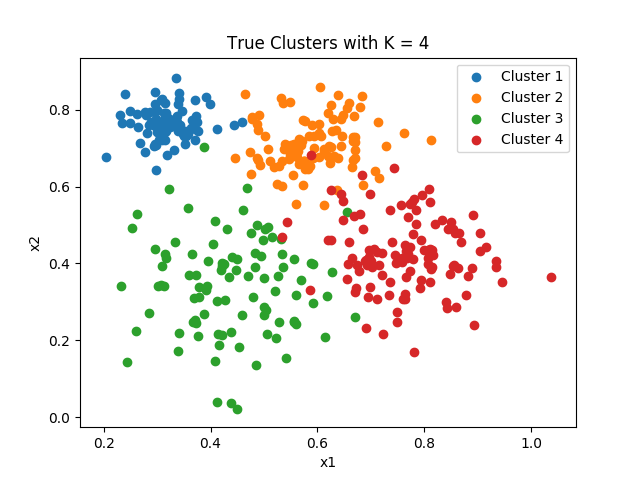 True Clusters with K = 4
Cluster 1
Cluster 2
Cluster 3
Cluster 4
x2
0.8
0.6
0.4
0.2
0.0
0.2 0.4 0.6 0.8 1.0
x1